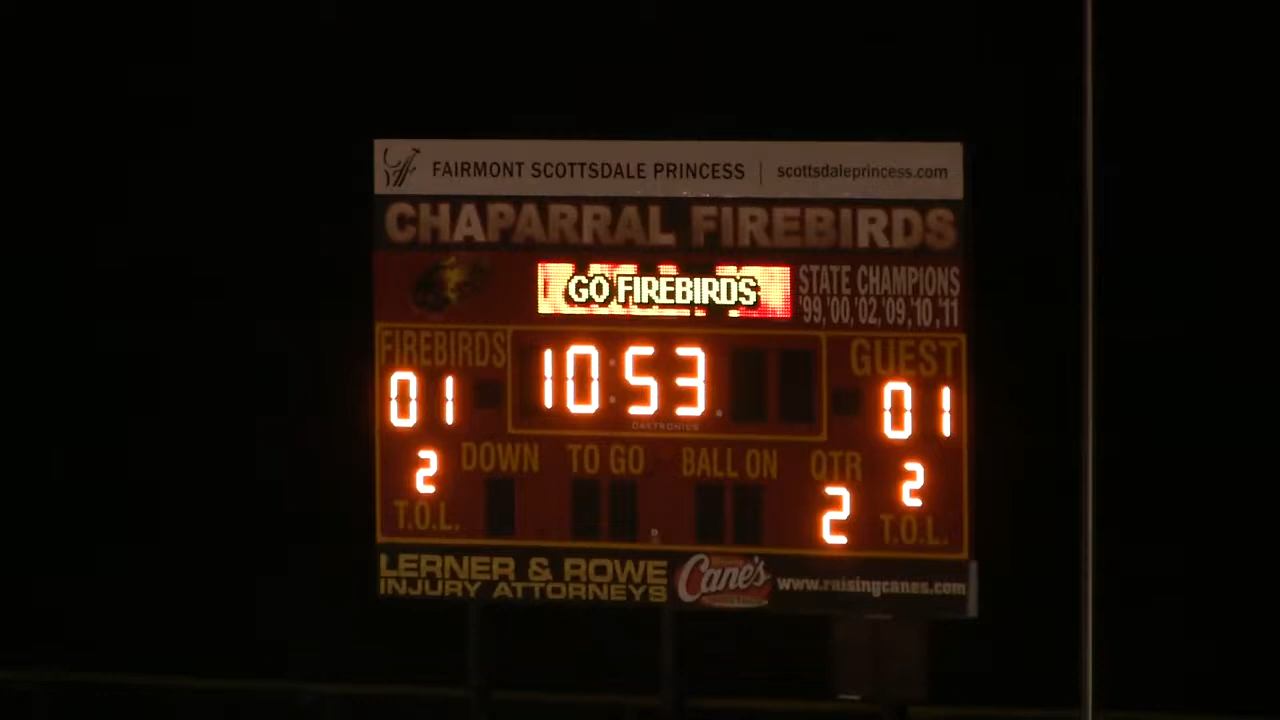 FAIRMONT SCOTTSDALE PRINCESS | scottsdaleprincess.com
CHAPARRAL FIREBIRDS
GO FIREBIRDS
STATE CHAMPIONS
'99,'00,'02,'09,'10,'11
FIREBIRDS
10:53
GUEST
01
01
DAKTRONICS
DOWN TO GO BALL ON QTR
2
2
2
T.O.L.
T.O.L.
LERNER & ROWE
INJURY ATTORNEYS
Cane's
www.raisingcanes.com